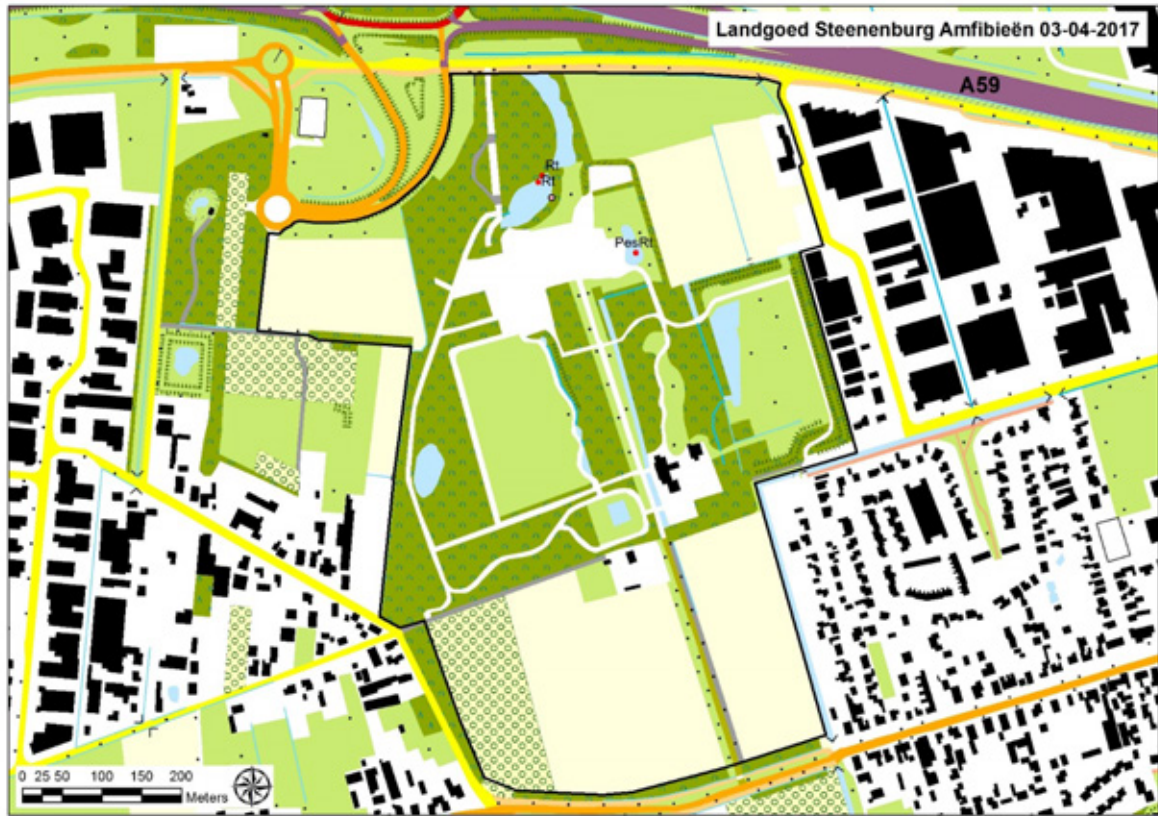 Landgoed Steenenburg Amfibieën 03-04-2017
A59
Rt
Rt
PesRt
0 25 50 100 150 200
Meters